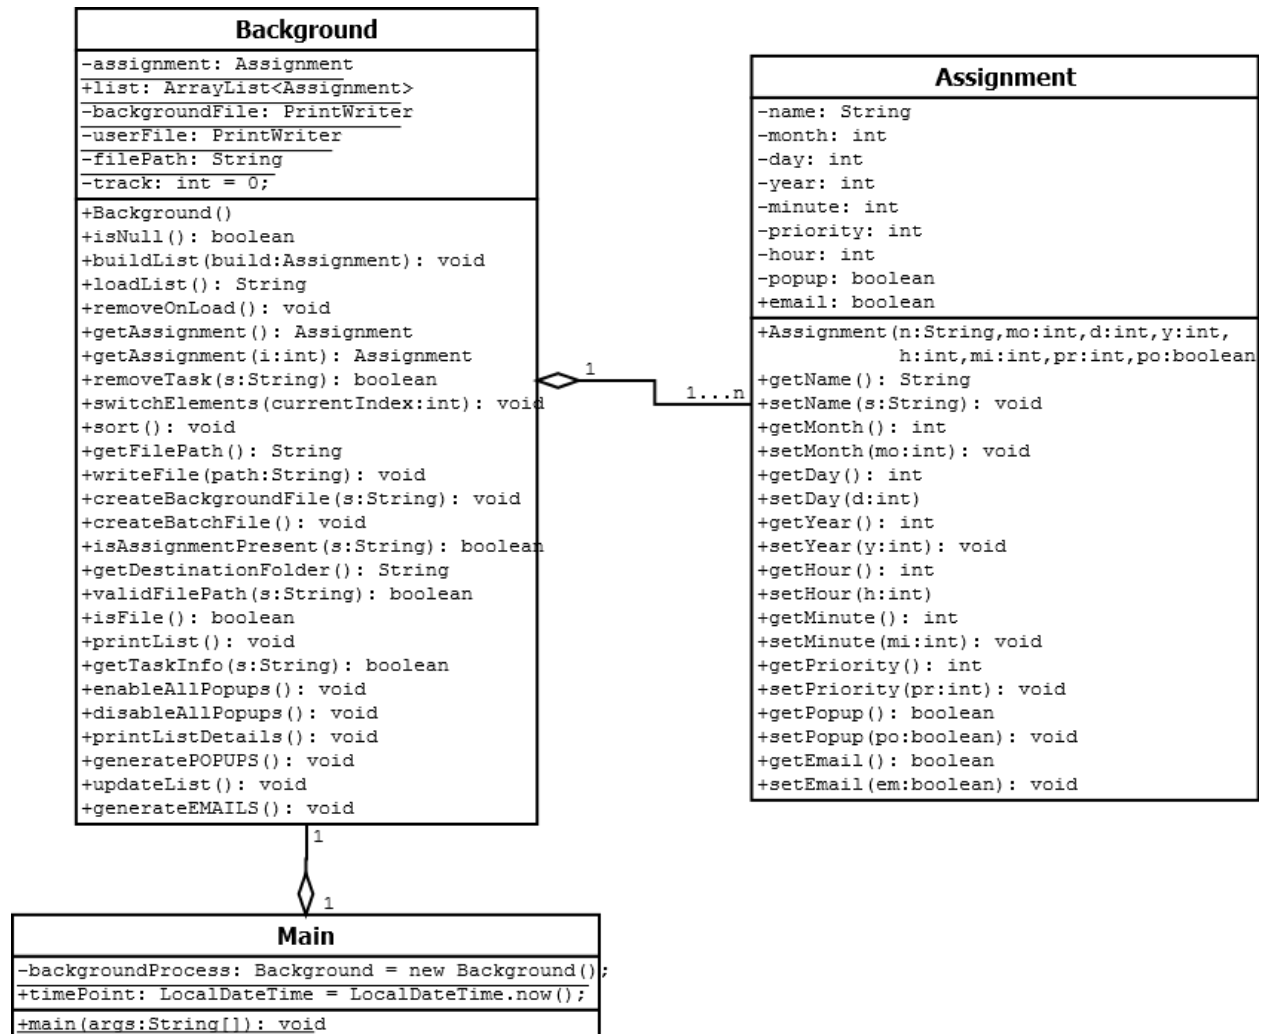 Background
-assignment: Assignment
+list: ArrayList<Assignment>
-backgroundFile: PrintWriter
-userFile: PrintWriter
-filePath: String
-track: int = 0;
+Background()
+isNull(): boolean
+buildList(build:Assignment): void
+loadList(): String
+removeOnLoad(): void
+getAssignment(): Assignment
+getAssignment(i:int): Assignment
+removeTask(s:String): boolean
+switchElements(currentIndex:int): void
+sort(): void
+getFilePath(): String
+writeFile(path:String): void
+createBackgroundFile(s:String): void
+createBatchFile(): void
+isAssignmentPresent(s:String): boolean
+getDestinationFolder(): String
+validFilePath(s:String): boolean
+isFile(): boolean
+printList(): void
+getTaskInfo(s:String): boolean
+enableAllPopups(): void
+disableAllPopups(): void
+printListDetails(): void
+generatePOPUPS(): void
+updateList(): void
+generateEMAILS(): void
1
1...n
Assignment
-name: String
-month: int
-day: int
-year: int
-minute: int
-priority: int
-hour: int
-popup: boolean
+email: boolean
+Assignment(n:String,mo:int,d:int,y:int,
h:int,mi:int,pr:int,po:boolean
+getName(): String
+setName(s:String): void
+getMonth(): int
+setMonth(mo:int): void
+getDay(): int
+setDay(d:int)
+getYear(): int
+setYear(y:int): void
+getHour(): int
+setHour(h:int)
+getMinute(): int
+setMinute(mi:int): void
+getPriority(): int
+setPriority(pr:int): void
+getPopup(): boolean
+setPopup(po:boolean): void
+getEmail(): boolean
+setEmail(em:boolean): void
1
1
Main
-backgroundProcess: Background = new Background();
+timePoint: LocalDateTime = LocalDateTime.now();
+main(args:String[]): void